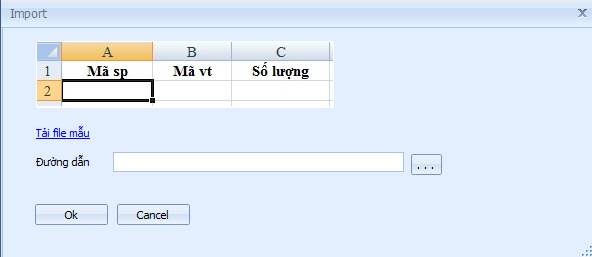 Import
A B C
1 Mã sp Mã vt Số lượng
2
Tải file mẫu
Đường dẫn ...
Ok Cancel